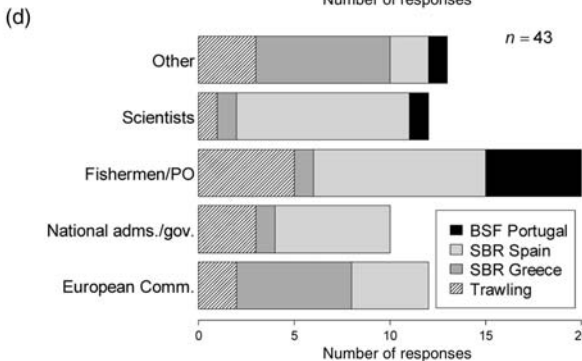 Number of responses
(d)
n = 43
Other
Scientists
Fishermen/PO
National adms./gov.
European Comm.
BSF Portugal
SBR Spain
SBR Greece
Trawling
0 5 10 15 20
Number of responses